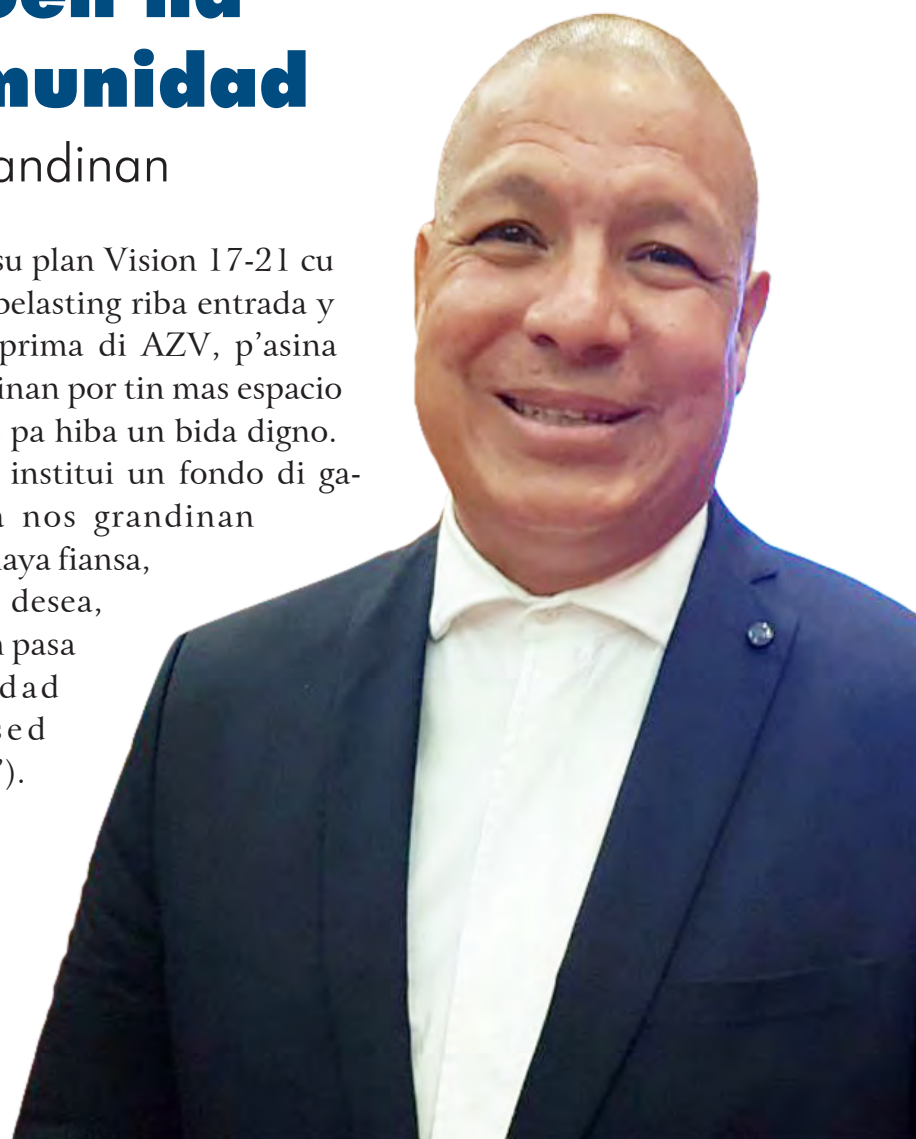 na
munidad
andinan
su plan Vision 17-21 cu
belasting riba entrada y
prima di AZV, p’asina
inan por tin mas espacio
pa hiba un bida digno.
institui un fondo di ga-
nos grandinan
aya fiansa,
desea,
n pasa
dad
sed
).